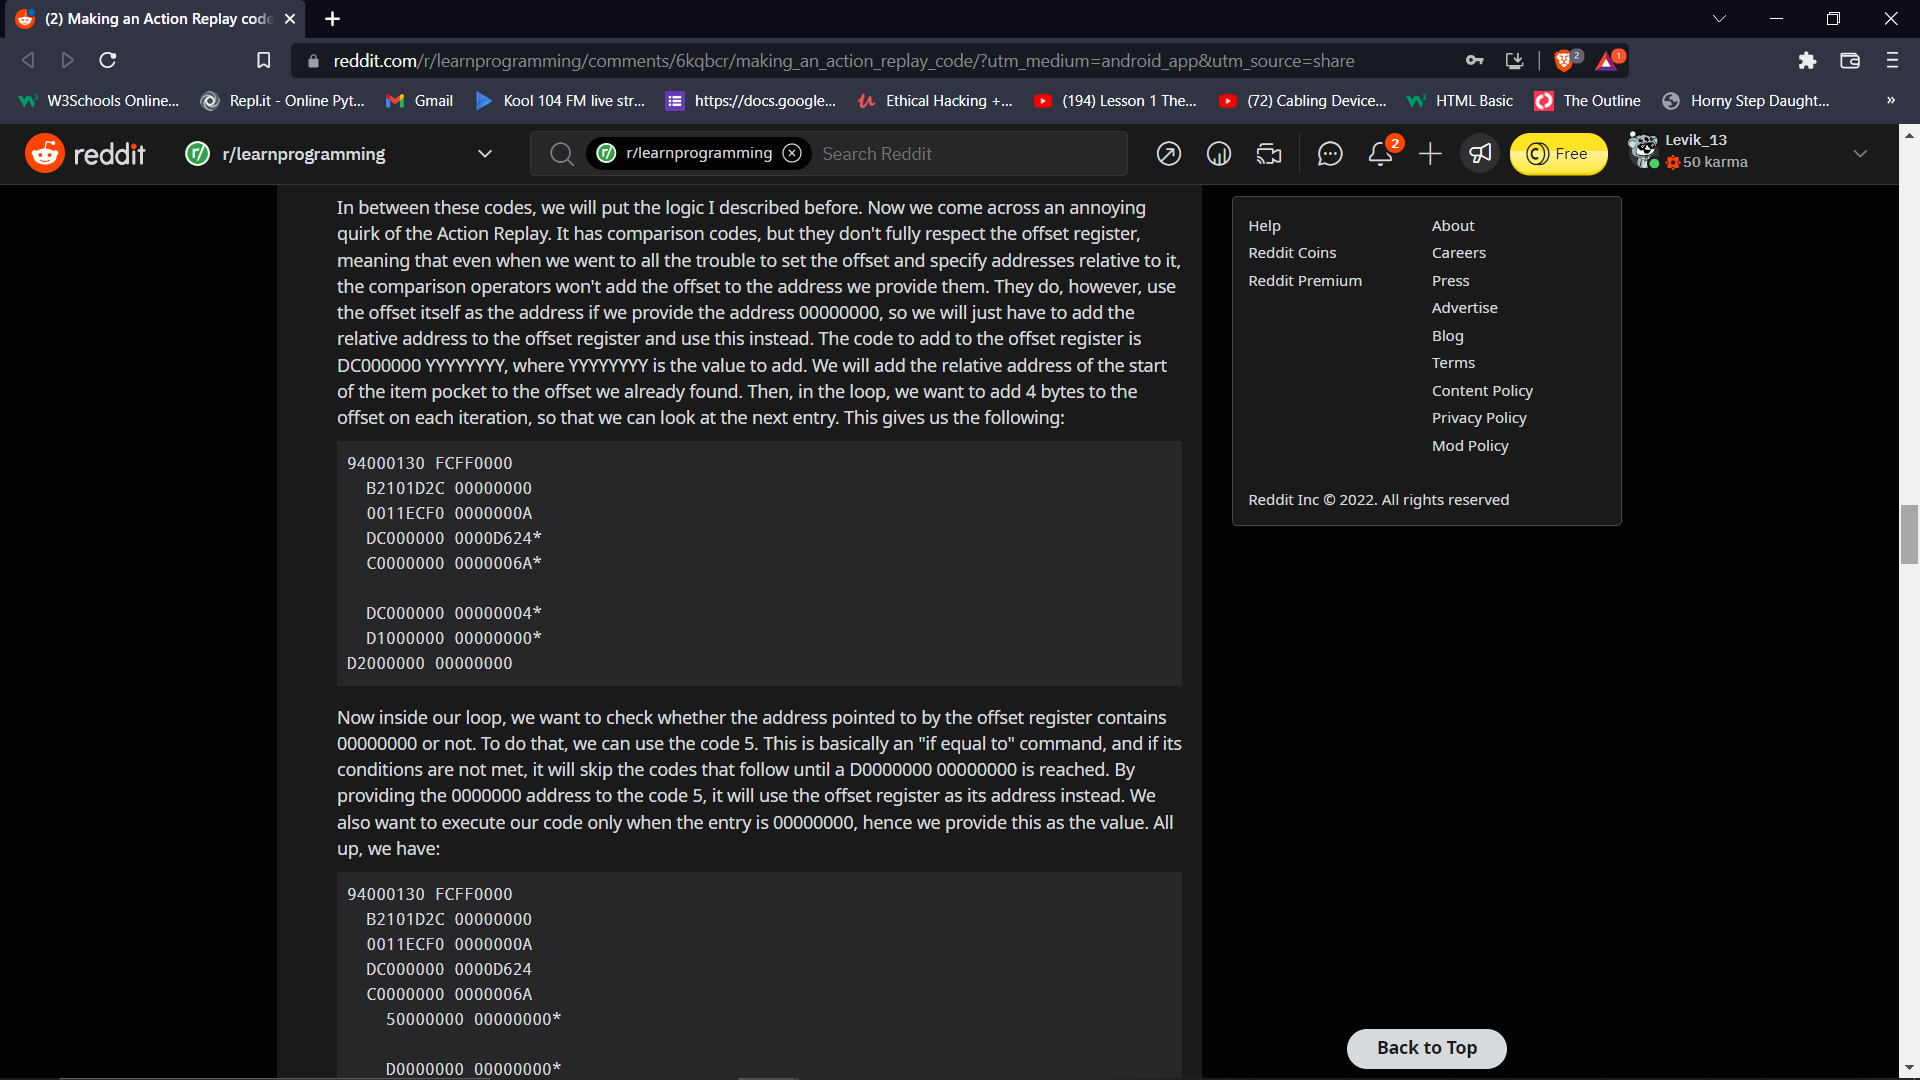 (2) Making an Action Replay code
reddit.com/r/learnprogramming/comments/6kqbcr/making_an_action_replay_code/?utm_medium=android_app&utm_source=share
2
1
W3Schools Online...
Repl.it - Online Pyt...
Gmail
Kool 104 FM live str...
https://docs.google...
Ethical Hacking +...
(194) Lesson 1 The...
(72) Cabling Device...
HTML Basic
The Outline
Horny Step Daught...
»
reddit
r/ r/learnprogramming
r/ r/learnprogramming
Search Reddit
2
Free
Levik_13
50 karma
In between these codes, we will put the logic I described before. Now we come across an annoying
quirk of the Action Replay. It has comparison codes, but they don't fully respect the offset register,
meaning that even when we went to all the trouble to set the offset and specify addresses relative to it,
the comparison operators won't add the offset to the address we provide them. They do, however, use
the offset itself as the address if we provide the address 00000000, so we will just have to add the
relative address to the offset register and use this instead. The code to add to the offset register is
DC000000 YYYYYYYY, where YYYYYYYY is the value to add. We will add the relative address of the start
of the item pocket to the offset we already found. Then, in the loop, we want to add 4 bytes to the
offset on each iteration, so that we can look at the next entry. This gives us the following:
94000130 FCFF0000
B2101D2C 00000000
0011ECF0 0000000A
DC000000 0000D624*
C0000000 0000006A*
DC000000 00000004*
D1000000 00000000*
D2000000 00000000
Now inside our loop, we want to check whether the address pointed to by the offset register contains
00000000 or not. To do that, we can use the code 5. This is basically an "if equal to" command, and if its
conditions are not met, it will skip the codes that follow until a D0000000 00000000 is reached. By
providing the 0000000 address to the code 5, it will use the offset register as its address instead. We
also want to execute our code only when the entry is 00000000, hence we provide this as the value. All
up, we have:
94000130 FCFF0000
B2101D2C 00000000
0011ECF0 0000000A
DC000000 0000D624
C0000000 0000006A
50000000 00000000*
D0000000 00000000*
Help
Reddit Coins
Reddit Premium
About
Careers
Press
Advertise
Blog
Terms
Content Policy
Privacy Policy
Mod Policy
Reddit Inc © 2022. All rights reserved
Back to Top